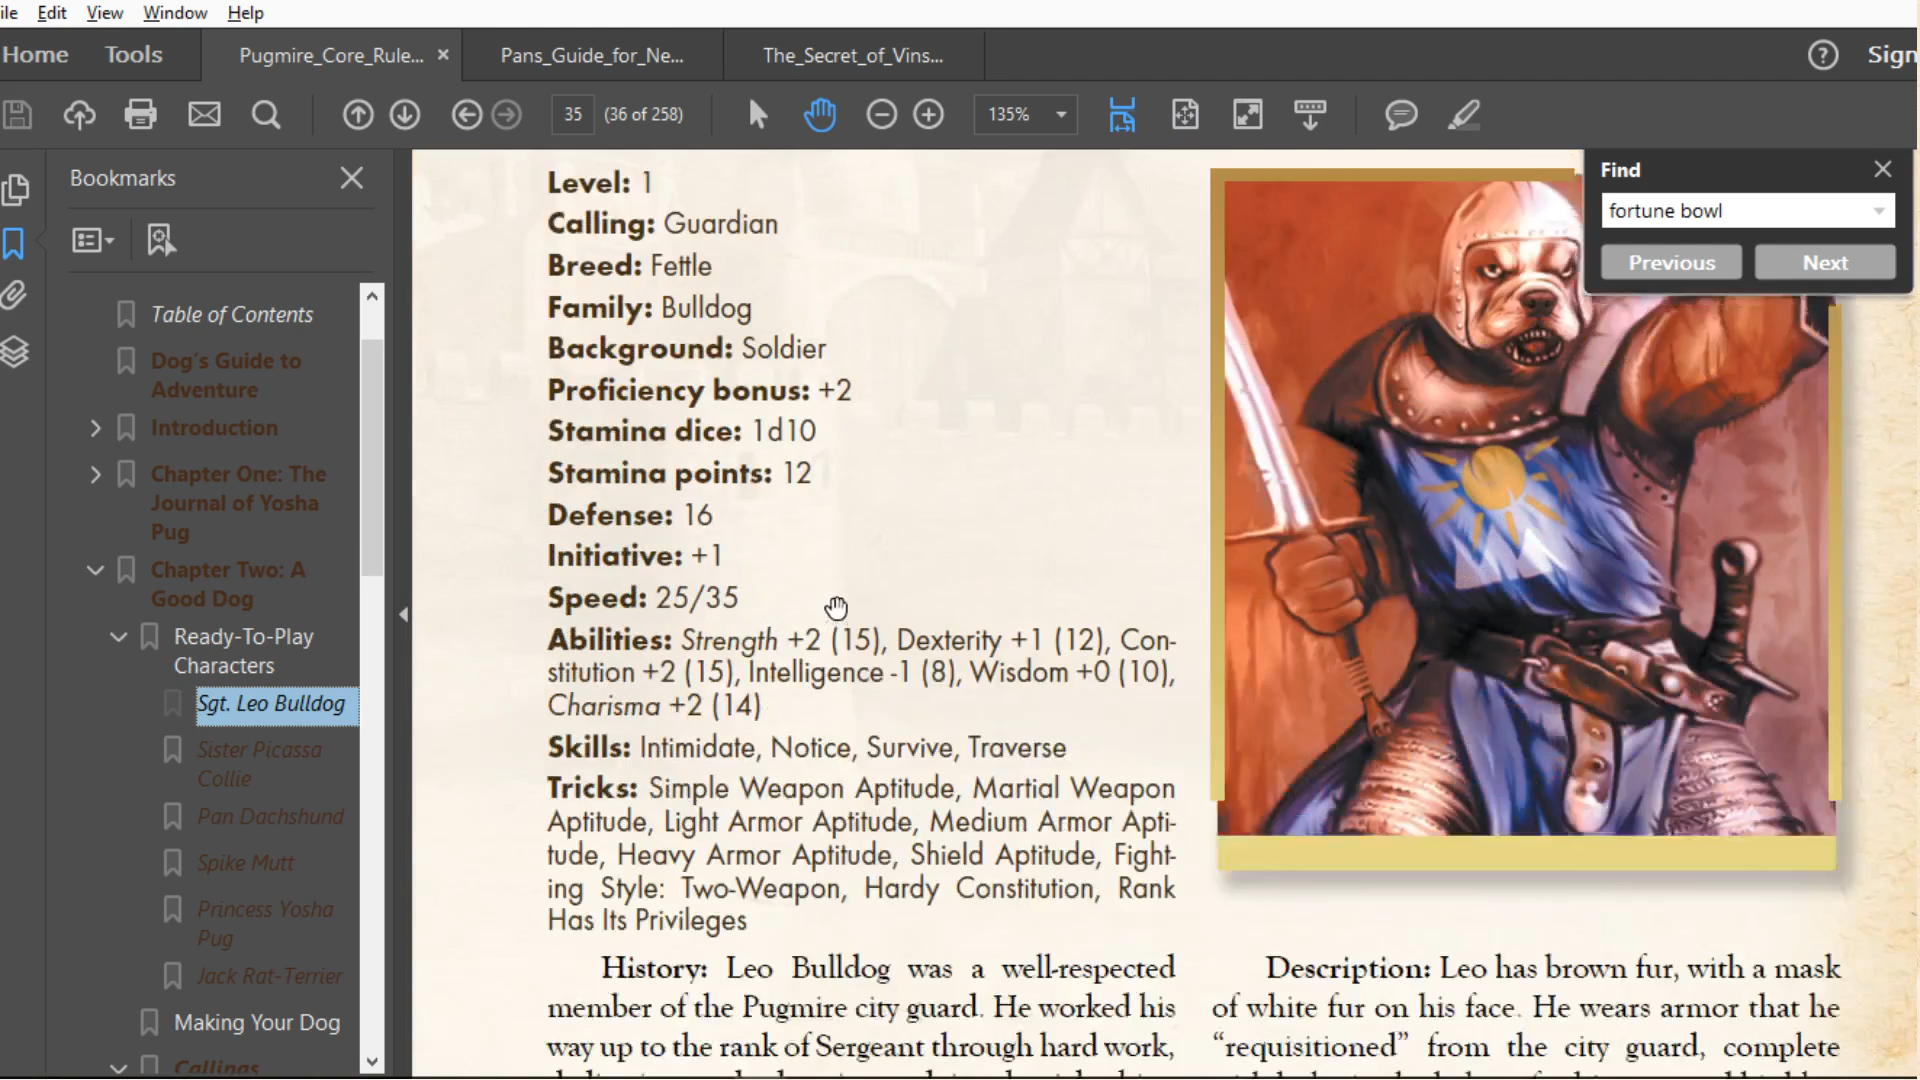 ile Edit View Window Help
Home Tools Pugmire_Core_Rule... × Pans_Guide_for_Ne... The_Secret_of_Vins... ? Sign
35 (36 of 258) 135%
Bookmarks
Table of Contents
Dog's Guide to
Adventure
Introduction
Chapter One: The
Journal of Yosha
Pug
Chapter Two: A
Good Dog
Ready-To-Play
Characters
Sgt. Leo Bulldog
Sister Picassa
Collie
Pan Dachshund
Spike Mutt
Princess Yosha
Pug
Jack Rat-Terrier
Making Your Dog
Callings
Level: 1
Calling: Guardian
Breed: Fettle
Family: Bulldog
Background: Soldier
Proficiency bonus: +2
Stamina dice: 1d10
Stamina points: 12
Defense: 16
Initiative: +1
Speed: 25/35
Abilities: Strength +2 (15), Dexterity +1 (12), Con-
stitution +2 (15), Intelligence -1 (8), Wisdom +0 (10),
Charisma +2 (14)
Skills: Intimidate, Notice, Survive, Traverse
Tricks: Simple Weapon Aptitude, Martial Weapon
Aptitude, Light Armor Aptitude, Medium Armor Apti-
tude, Heavy Armor Aptitude, Shield Aptitude, Fight-
ing Style: Two-Weapon, Hardy Constitution, Rank
Has Its Privileges
History: Leo Bulldog was a well-respected
member of the Pugmire city guard. He worked his
way up to the rank of Sergeant through hard work,
Find
fortune bowl
Previous Next
Description: Leo has brown fur, with a mask
of white fur on his face. He wears armor that he
"requisitioned" from the city guard, complete